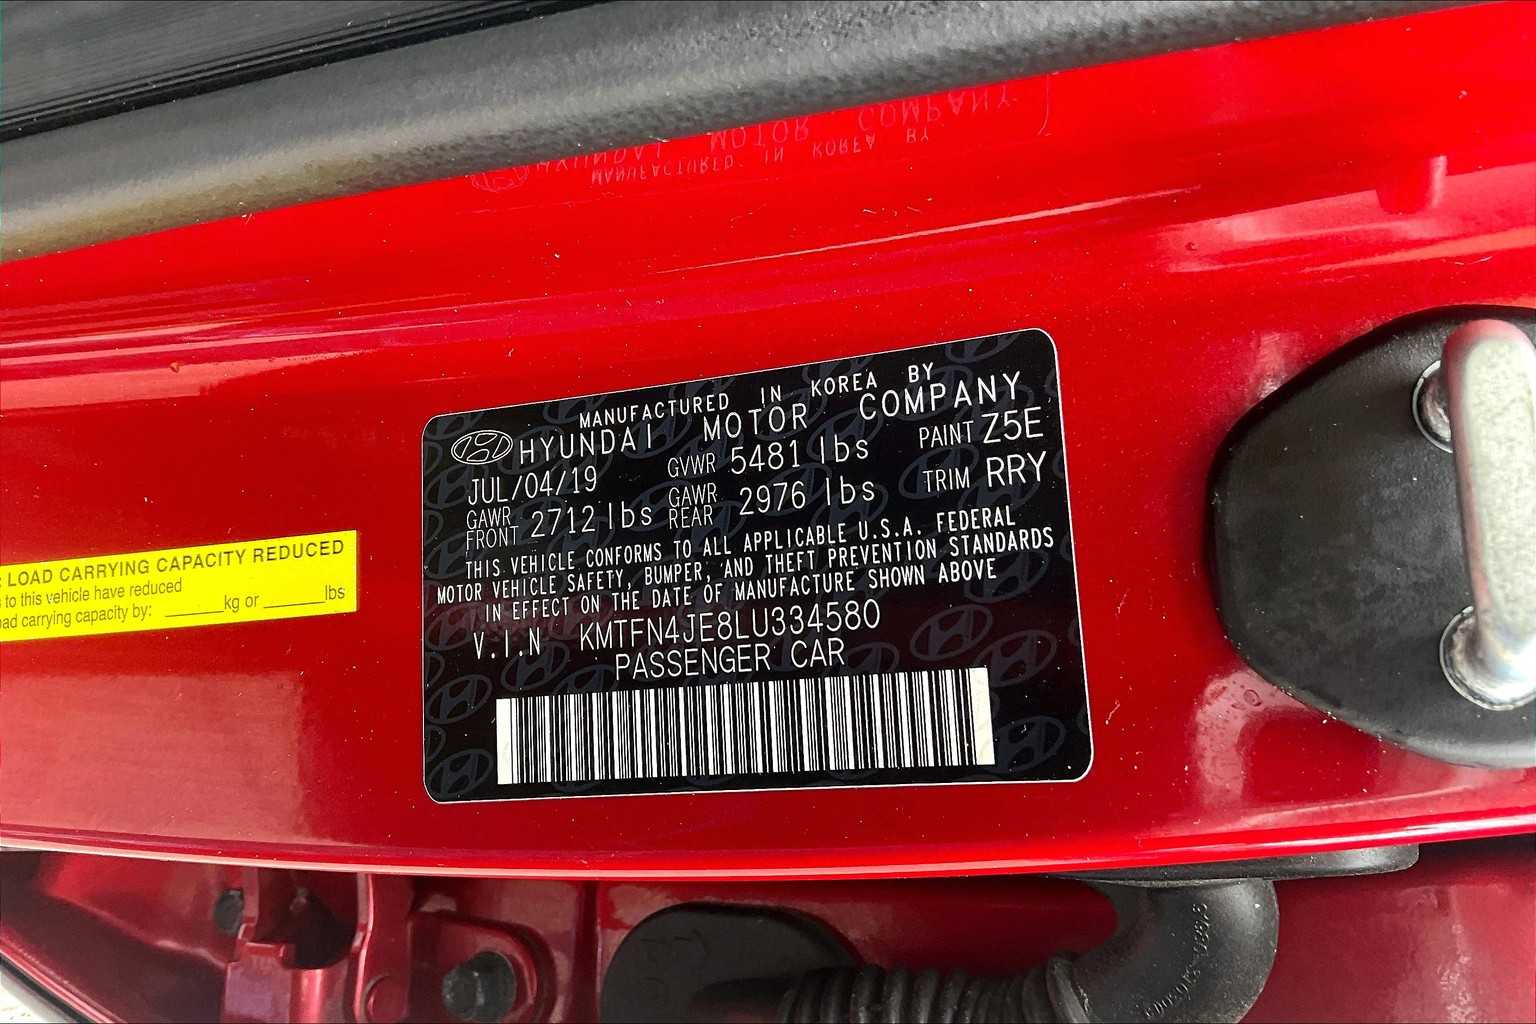 MANUFACTURED IN KOREA BY
HYUNDAI MOTOR COMPANY
JUL/04/19 GVWR 5481 lbs PAINT Z5E
GAWR FRONT 2712 lbs GAWR REAR 2976 lbs TRIM RRY
THIS VEHICLE CONFORMS TO ALL APPLICABLE U.S.A. FEDERAL
MOTOR VEHICLE SAFETY, BUMPER, AND THEFT PREVENTION STANDARDS
IN EFFECT ON THE DATE OF MANUFACTURE SHOWN ABOVE
V.I.N KMTFN4JE8LU334580
PASSENGER CAR
LOAD CARRYING CAPACITY REDUCED
to this vehicle have reduced
carrying capacity by: ______kg or ______lbs